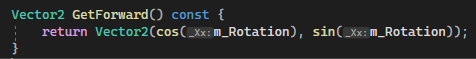 Vector2 GetForward() const {
return Vector2(cos(_Xx:m_Rotation), sin(_Xx:m_Rotation));
}